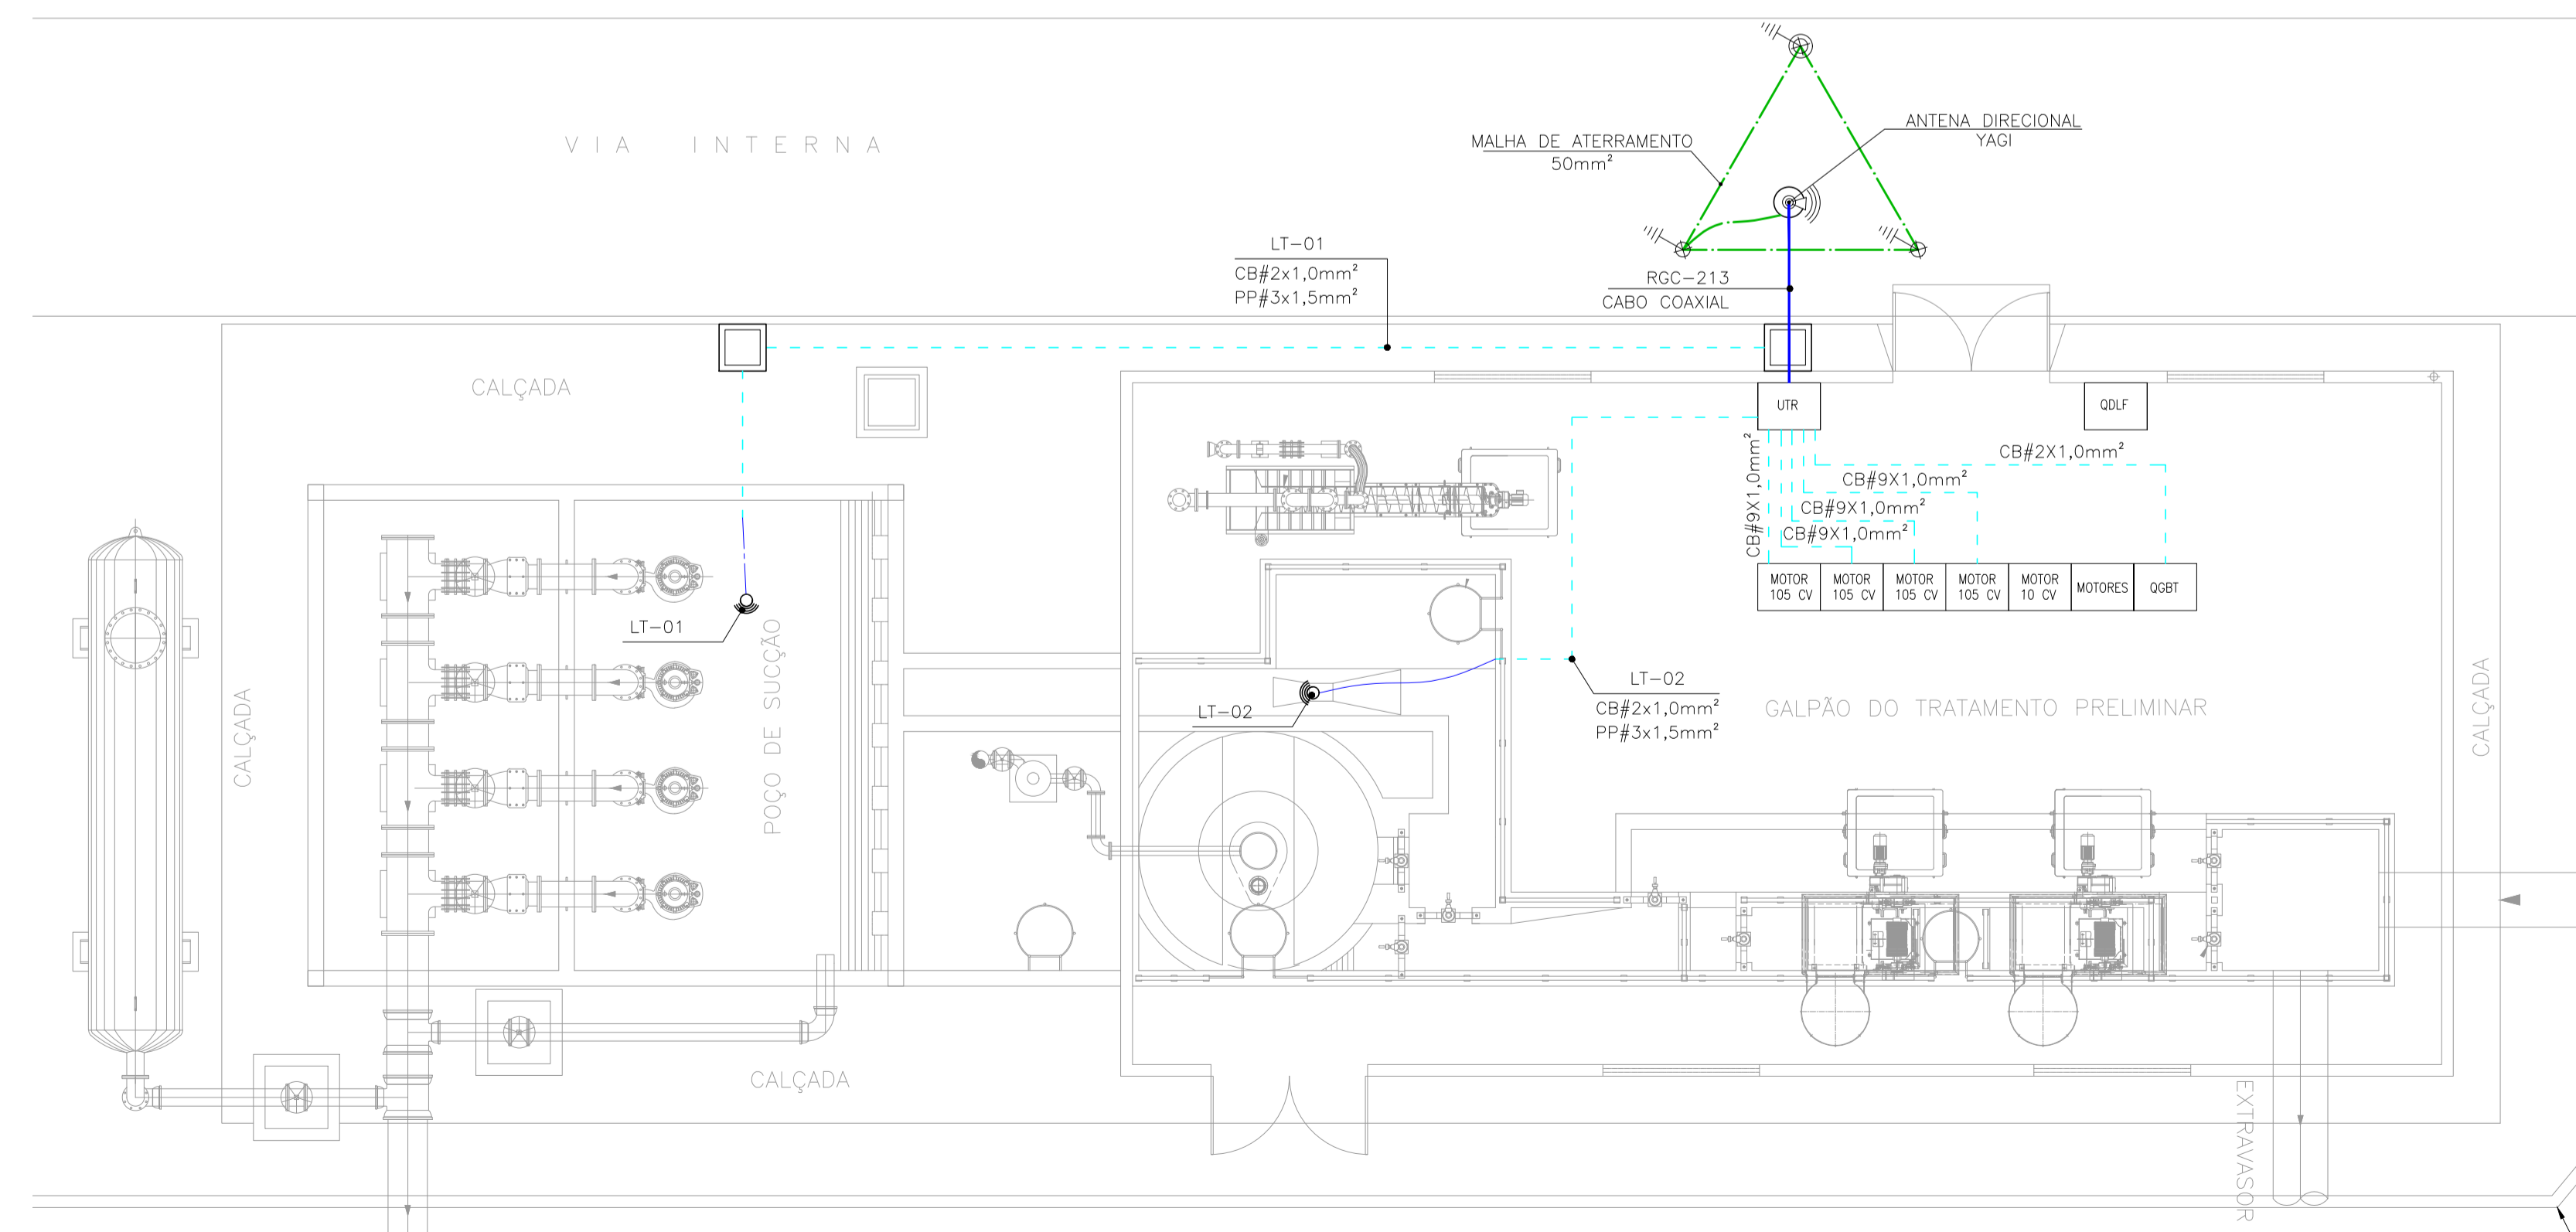 VIA INTERNA
MALHA DE ATERRAMENTO
50mm²
ANTENA DIRECIONAL
YAGI
LT-01
CB#2x1,0mm²
PP#3x1,5mm²
RGC-213
CABO COAXIAL
CALÇADA
UTR
QDLF
CB#9X1,0mm²
CB#2X1,0mm²
CB#9X1,0mm²
CB#9X1,0mm²
CB#9X1,0mm²
MOTOR
105 CV
MOTOR
105 CV
MOTOR
105 CV
MOTOR
105 CV
MOTOR
10 CV
MOTORES
QGBT
LT-01
POÇO DE SUCÇÃO
CALÇADA
LT-02
LT-02
CB#2x1,0mm²
PP#3x1,5mm²
GALPÃO DO TRATAMENTO PRELIMINAR
CALÇADA
CALÇADA
EXTRAVASOR